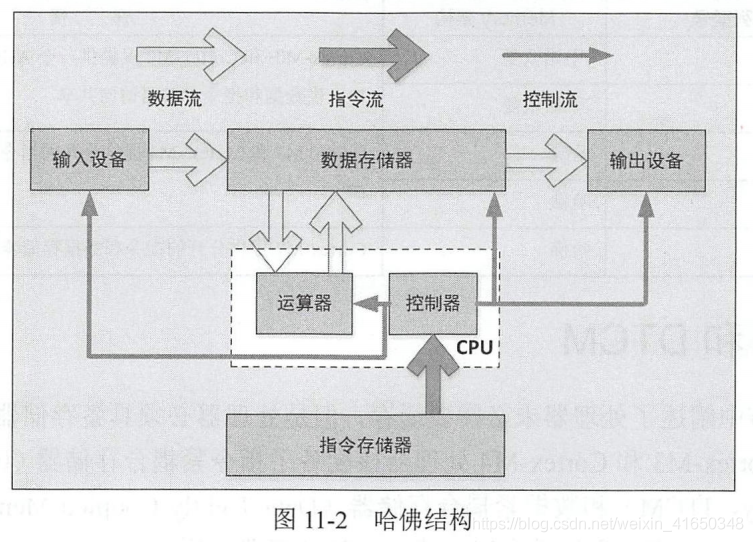 数据流 指令流 控制流
输入设备 数据存储器 输出设备
运算器 控制器
CPU
指令存储器
图 11-2 哈佛结构
https://blog.csdn.net/weixin_41650348